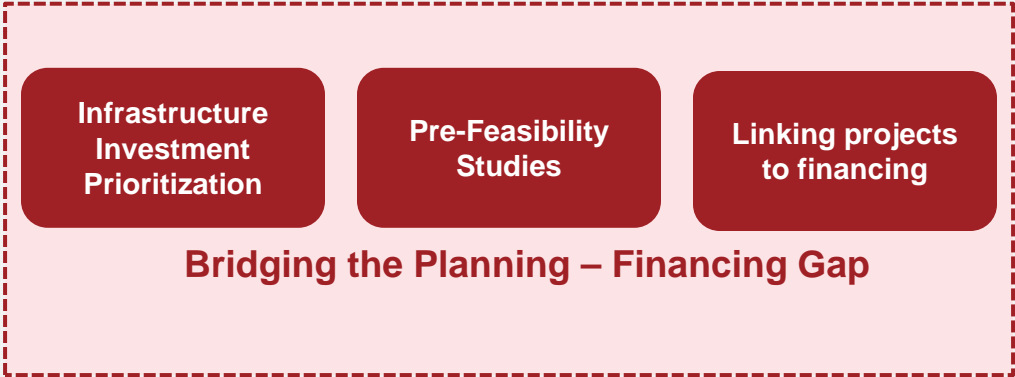 Infrastructure
Investment
Prioritization
Pre-Feasibility
Studies
Linking projects
to financing
Bridging the Planning – Financing Gap